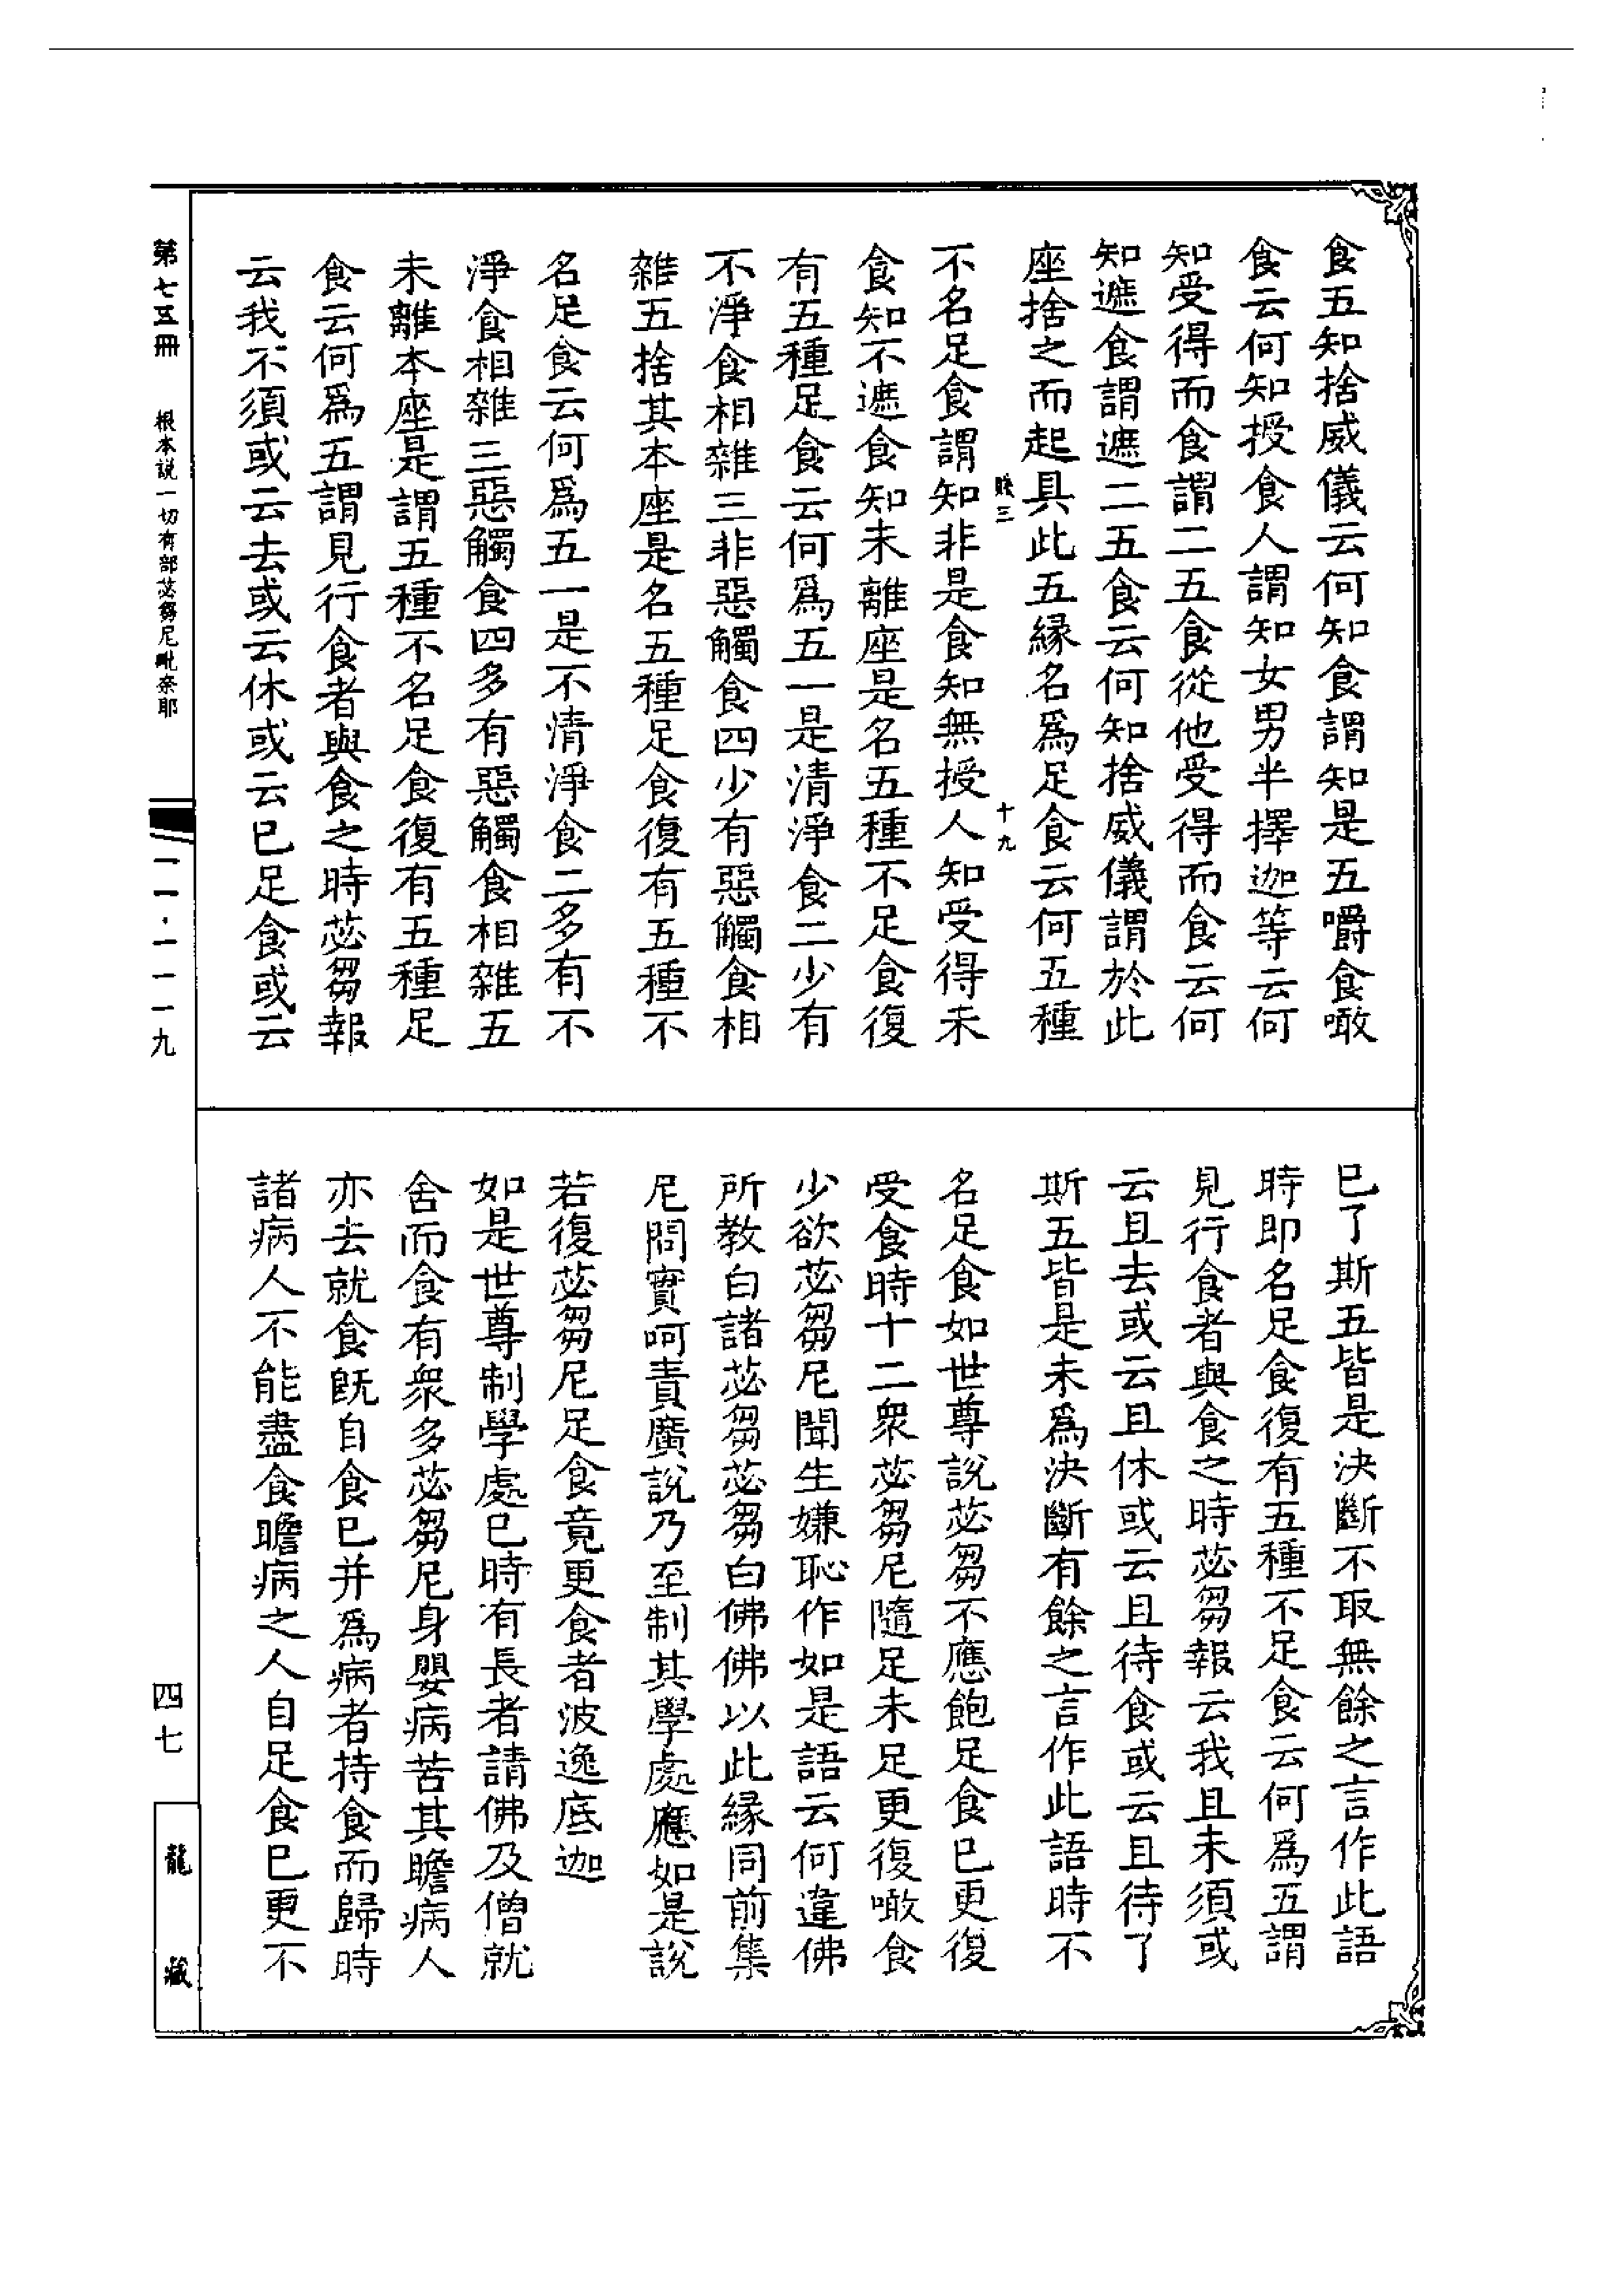 食五知捨威儀云何知食謂知是五嚼食噉
食云何知授食人謂知女男半擇迦等云何
知受得而食謂二五食從他受得而食云何
知遮食謂遮二五食云何知捨威儀謂於此
座捨之而起具此五緣名爲足食云何五種
賤三 十九
不名足食謂知非是食知無授人知受得未
食知不遮食知未離座是名五種不足食復
有五種足食云何爲五一是清淨食二少有
不淨食相雜三非惡觸食四少有惡觸食相
雜五捨其本座是名五種足食復有五種不
名足食云何爲五一是不清淨食二多有不
淨食相雜三惡觸食四多有惡觸食相雜五
未離本座是謂五種不名足食復有五種足
食云何爲五謂見行食者與食之時苾芻報
云我不須或云去或云休或云已足食或云
已了斯五皆是決斷不取無餘之言作此語
時即名足食復有五種不足食云何爲五謂
見行食者與食之時苾芻報云我且未須或
云且去或云且休或云且待食或云且待了
斯五皆是未爲決斷有餘之言作此語時不
名足食如世尊說苾芻不應飽足食已更復
受食時十二衆苾芻尼隨足未足更復噉食
少欲苾芻尼聞生嫌恥作如是語云何違佛
所教白諸苾芻苾芻白佛佛以此緣同前集
尼問實呵責廣說乃至制其學處應如是說
若復苾芻尼足食竟更食者波逸底迦
如是世尊制學處已時有長者請佛及僧就
舍而食有衆多苾芻尼身嬰病苦其瞻病人
亦去就食既自食已并爲病者持食而歸時
諸病人不能盡食瞻病之人自足食已更不
第七五冊 根本説一切有部苾芻尼毗奈耶
一一·一一一九
四七
龍藏